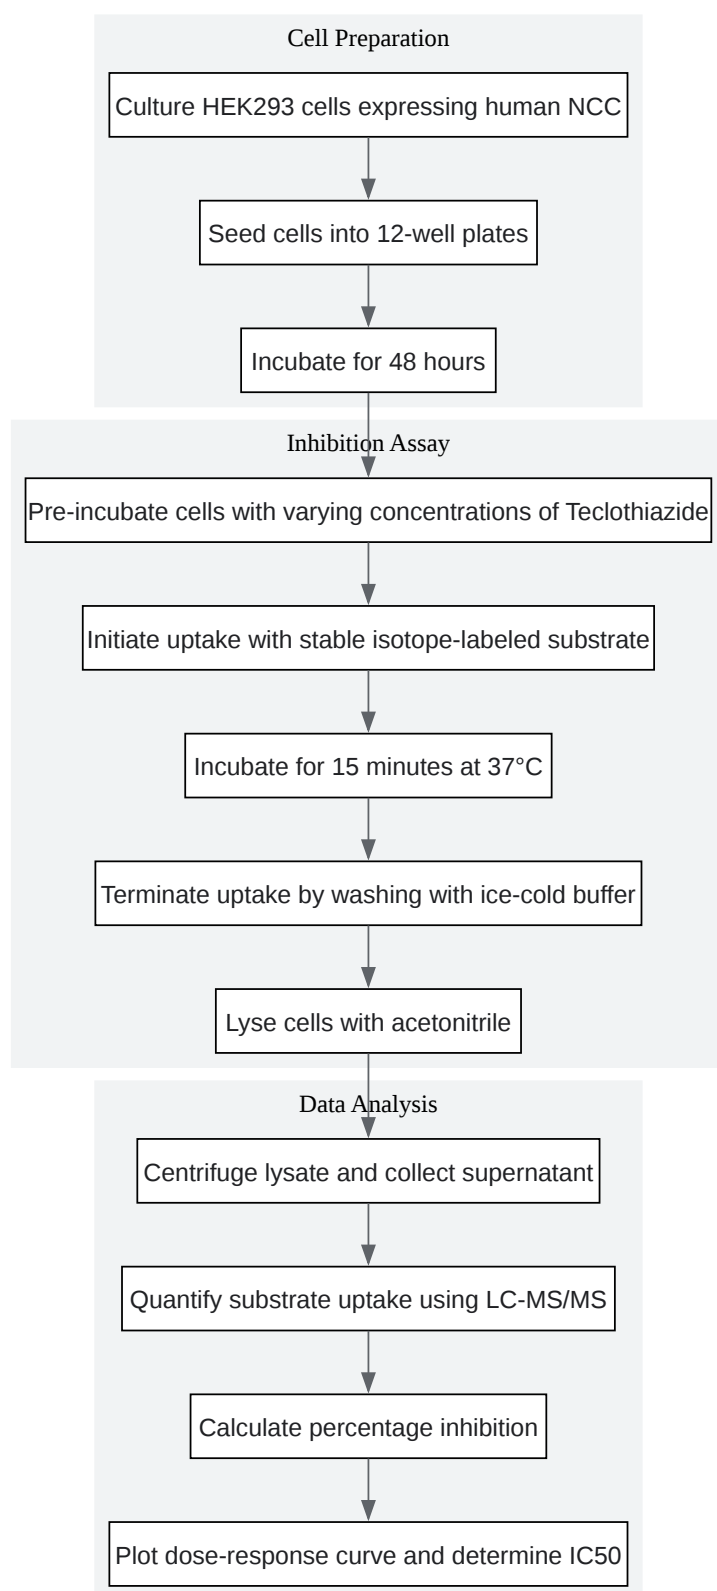 Cell Preparation
Culture HEK293 cells expressing human NCC
Seed cells into 12-well plates
Incubate for 48 hours
Inhibition Assay
Pre-incubate cells with varying concentrations of Teclothiazide
Initiate uptake with stable isotope-labeled substrate
Incubate for 15 minutes at 37°C
Terminate uptake by washing with ice-cold buffer
Lyse cells with acetonitrile
Data Analysis
Centrifuge lysate and collect supernatant
Quantify substrate uptake using LC-MS/MS
Calculate percentage inhibition
Plot dose-response curve and determine IC50